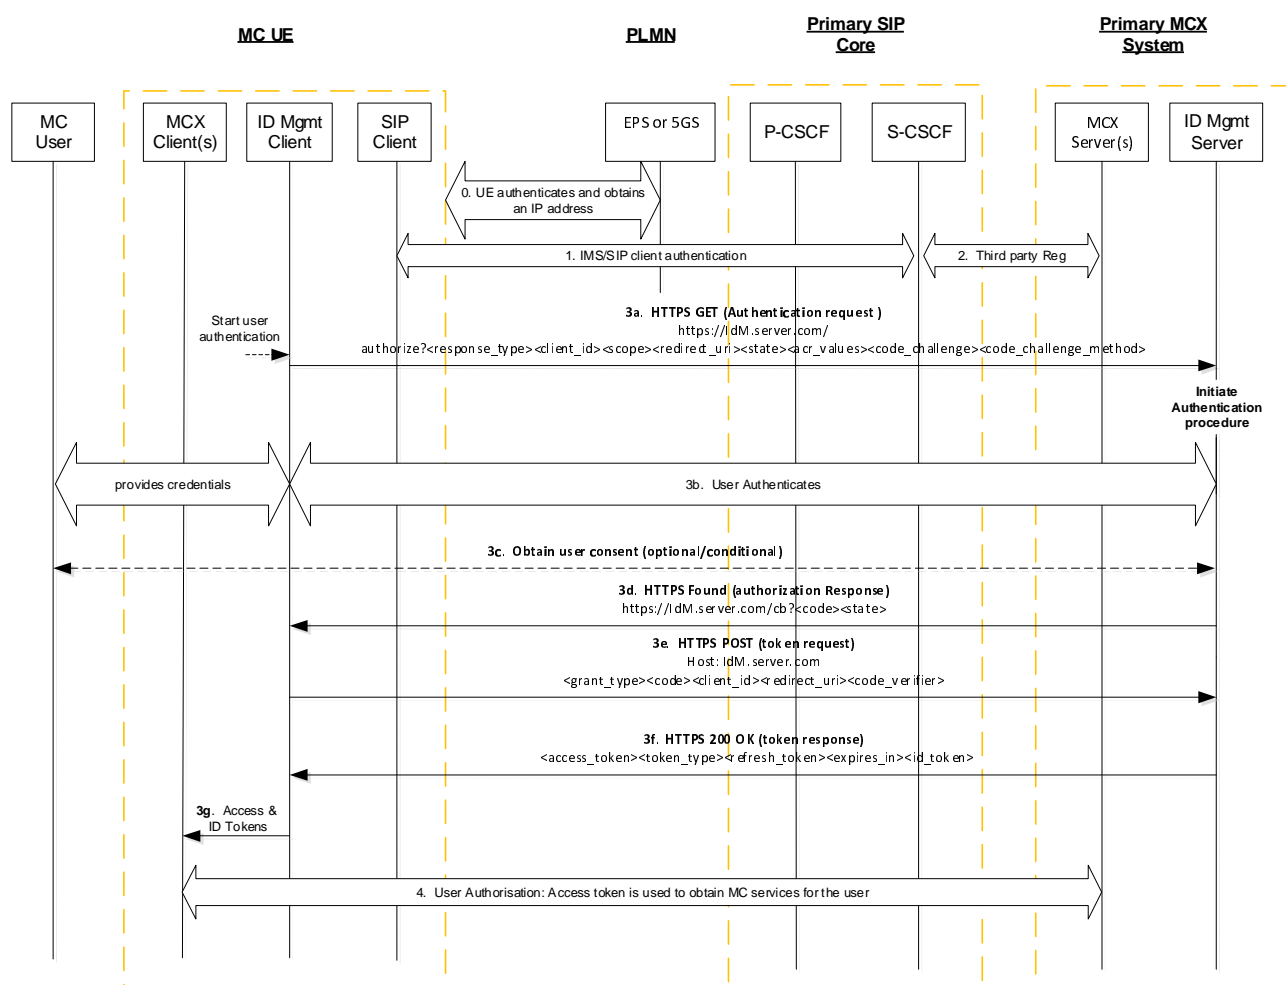 MC UE
PLMN
Primary SIP
Core
Primary MCX
System
MC
User
MCX
Client(s)
ID Mgmt
Client
SIP
Client
EPS or 5GS
P-CSCF
S-CSCF
MCX
Server(s)
ID Mgmt
Server
0. UE authenticates and obtains
an IP address
1. IMS/SIP client authentication
2. Third party Reg
Start user
authentication
3a. HTTPS GET (Authentication request )
https://IdM.server.com/
authorize?<response_type><client_id><scope><redirect_uri><state><acr_values><code_challenge><code_challenge_method>
Initiate
Authentication
procedure
provides credentials
3b. User Authenticates
3c. Obtain user consent (optional/conditional)
3d. HTTPS Found (authorization Response)
https://IdM.server.com/cb?<code><state>
3e. HTTPS POST (token request)
Host: IdM.server.com
<grant_type><code><client_id><redirect_uri><code_verifier>
3f. HTTPS 200 OK (token response)
<access_token><token_type><refresh_token><expires_in><id_token>
3g. Access &
ID Tokens
4. User Authorisation: Access token is used to obtain MC services for the user